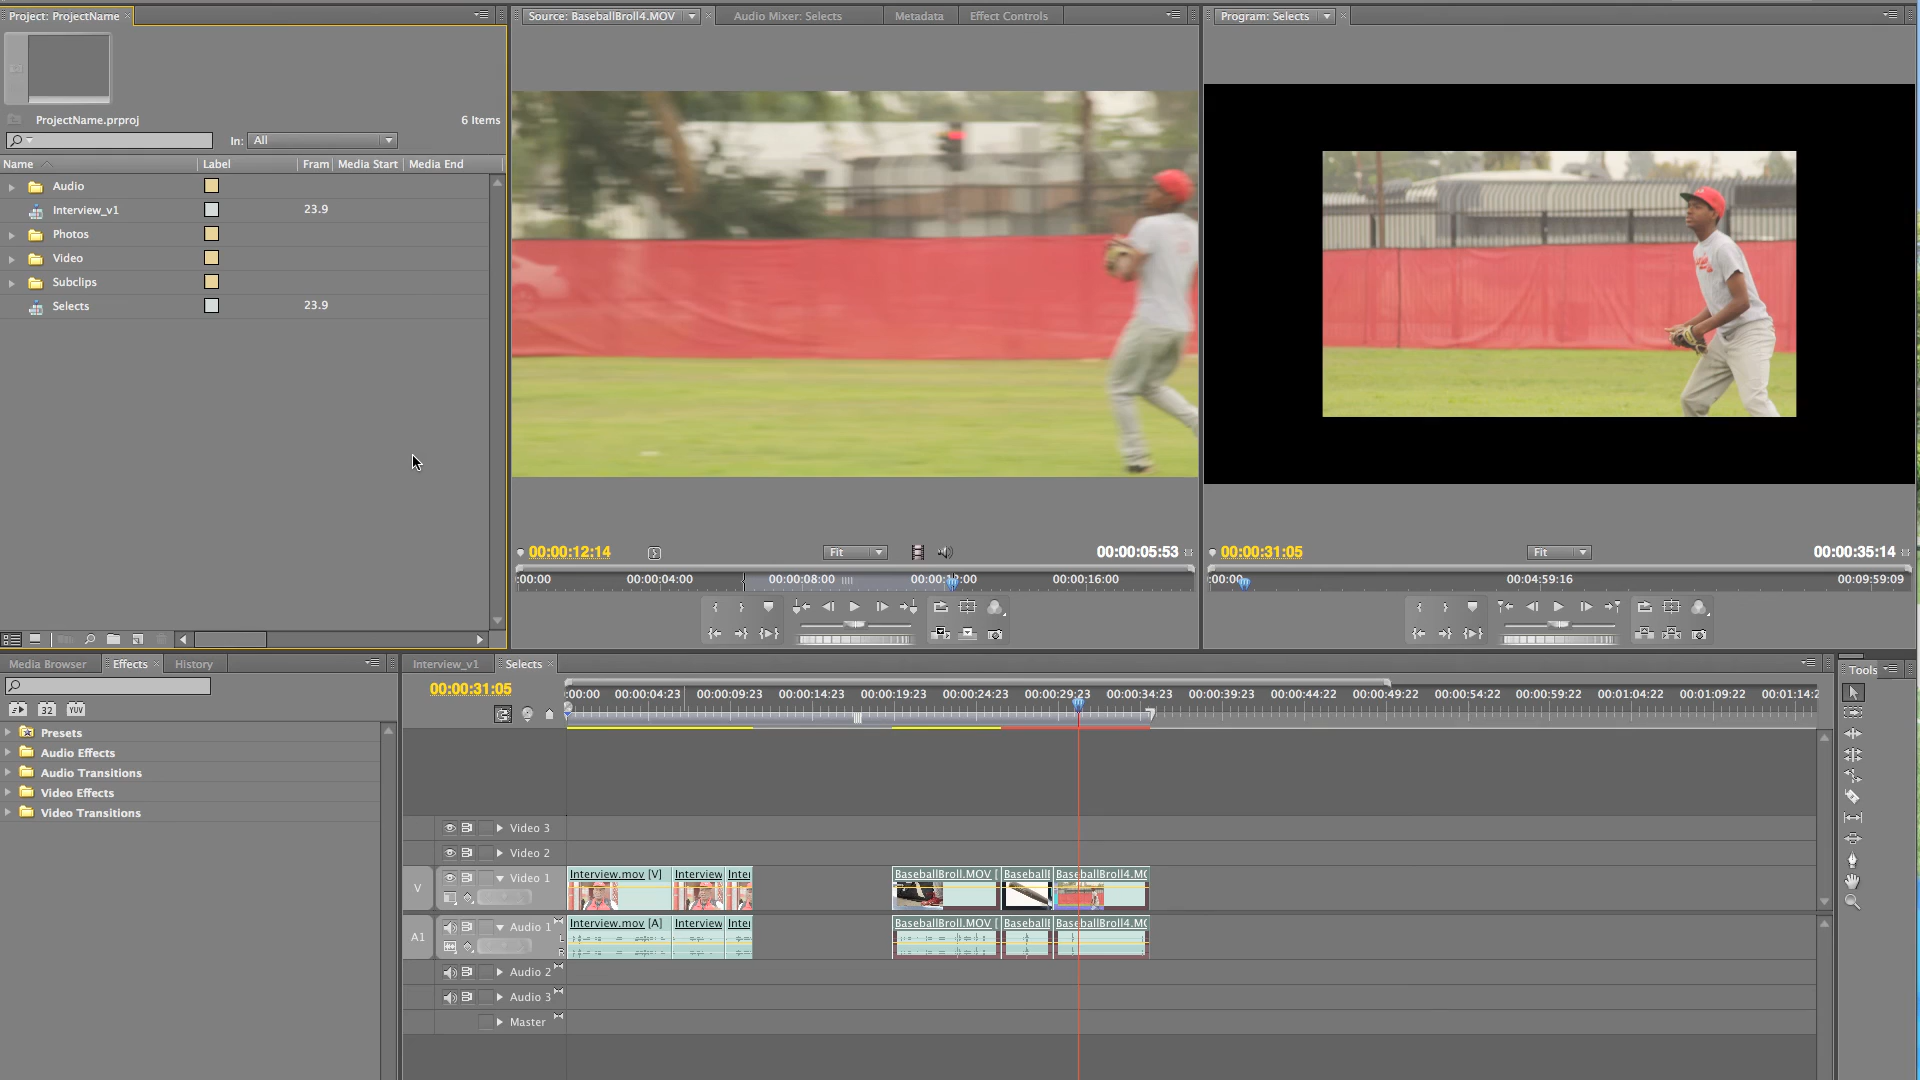 Project: ProjectName
ProjectName.prproj
6 Items
In: All
Name Label Fram Media Start Media End
Audio
Interview_v1 23.9
Photos
Video
Subclips
Selects 23.9
Source: BaseballBroll4.MOV Audio Mixer: Selects Metadata Effect Controls
00:00:12:14 Fit 00:00:05:53
:00:00 00:00:04:00 00:00:08:00 00:00:12:00 00:00:16:00
Program: Selects
00:00:31:05 Fit 00:00:35:14
:00:00 00:04:59:16 00:09:59:09
Media Browser Effects History
32 YUV
Presets
Audio Effects
Audio Transitions
Video Effects
Video Transitions
Interview_v1 Selects
00:00:31:05
:00:00 00:00:04:23 00:00:09:23 00:00:14:23 00:00:19:23 00:00:24:23 00:00:29:23 00:00:34:23 00:00:39:23 00:00:44:22 00:00:49:22 00:00:54:22 00:00:59:22 00:01:04:22 00:01:09:22 00:01:14:2
Video 3
Video 2
V Video 1 Interview.mov [V] Interview Inter BaseballBroll.MOV [ BaseballB BaseballBroll4.MO
A1 Audio 1 L R Interview.mov [A] Interview Inter BaseballBroll.MOV [ BaseballB BaseballBroll4.MO
Audio 2
Audio 3
Master
Tools